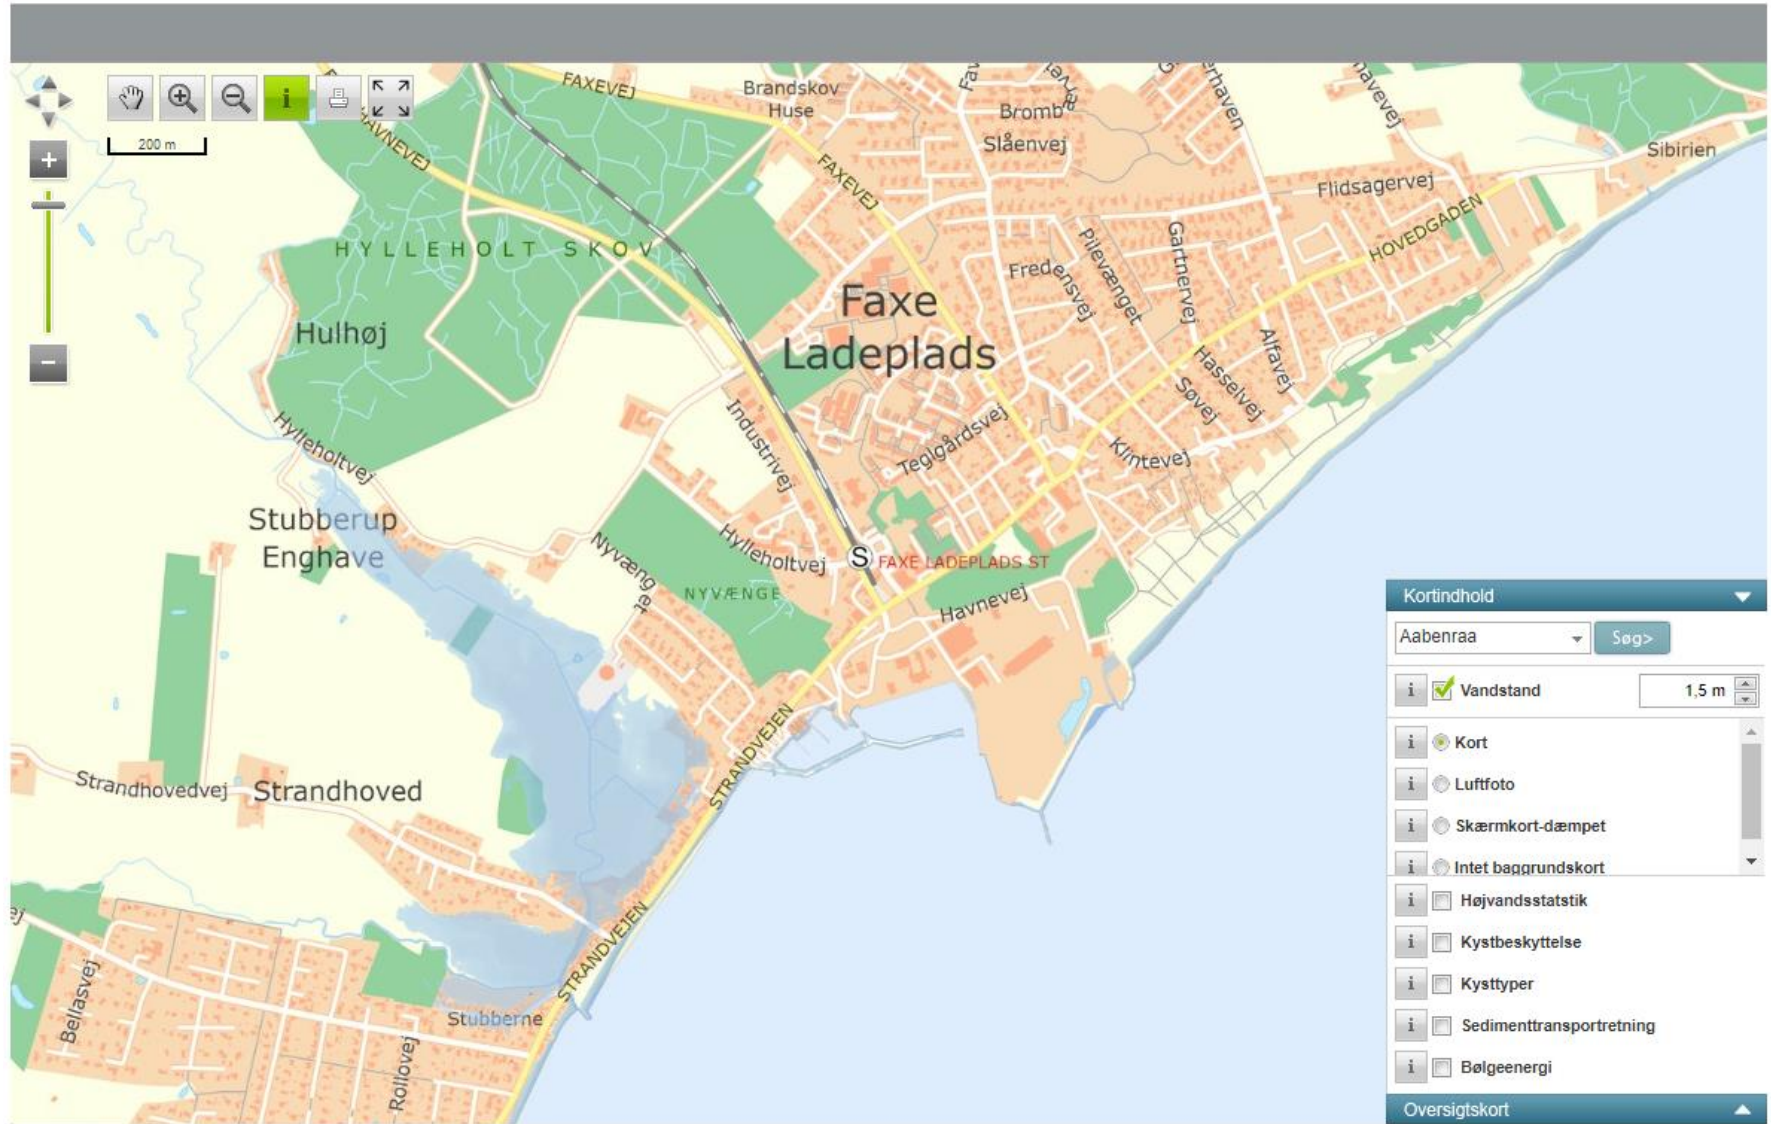 FAXEVEJ
Brandskov
Huse
Slåenvej
Sibirien
Flidsagervej
200 m
HAVNEVEJ
FAXEVEJ
HOVEDGADEN
HYLLEHOLT SKOV
Pilevænget
Gartnervej
Fredensvej
Faxe
Ladeplads
Hulhøj
Alfavej
Hasselvej
Søvej
Industrivej
Teglgårdsvej
Klintevej
Hylleholtvej
Stubberup
Enghave
Nyvænget
Hylleholtvej
S
FAXE LADEPLADS ST
NYVÆNGE
Havnevej
STRANDVEJEN
Strandhovedvej
Strandhoved
STRANDVEJEN
Bellasvej
Stubberne
Rollovej
Kortindhold
Aabenraa
Søg>
i Vandstand 1,5 m
i Kort
i Luftfoto
i Skærmkort-dæmpet
i Intet baggrundskort
i Højvandsstatstik
i Kystbeskyttelse
i Kysttyper
i Sedimenttransportretning
i Bølgeenergi
Oversigtskort